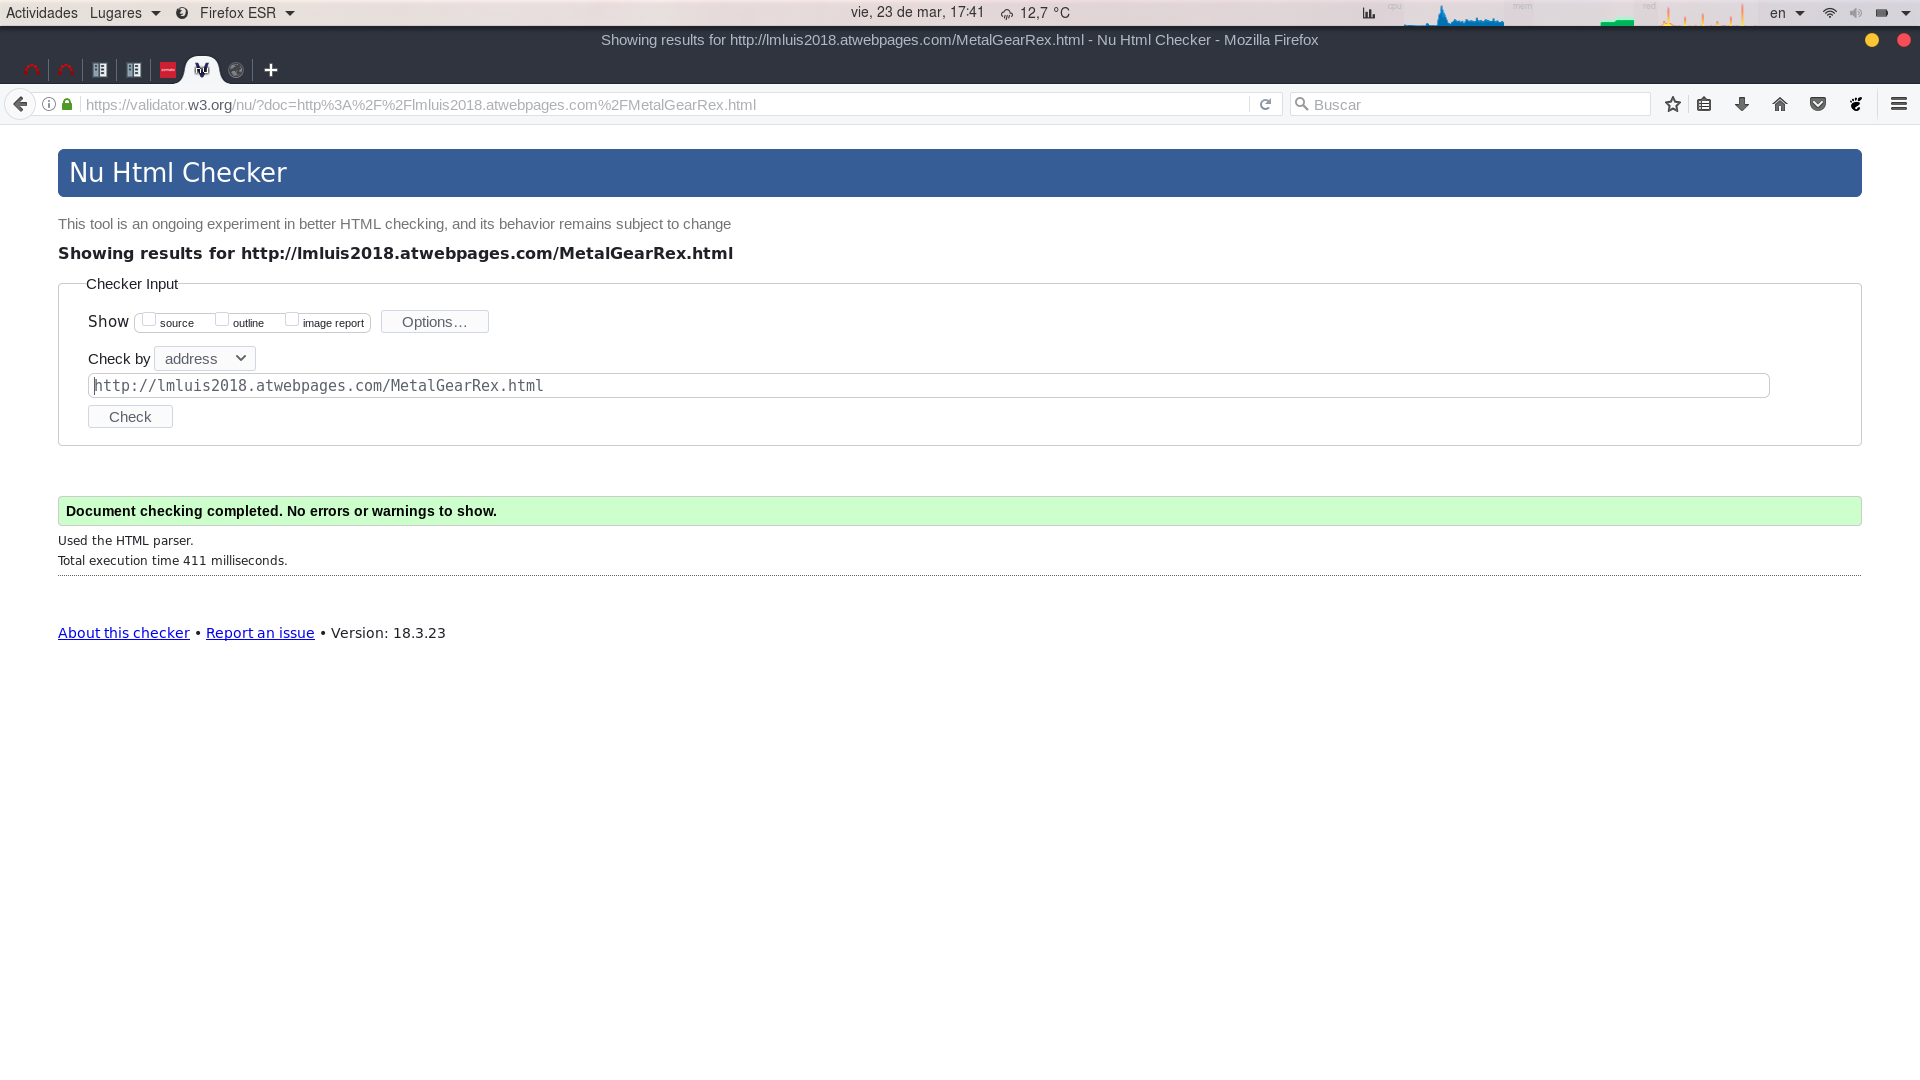 Actividades Lugares Firefox ESR vie, 23 de mar, 17:41 12,7 °C cpu mem red en
Showing results for http://lmluis2018.atwebpages.com/MetalGearRex.html - Nu Html Checker - Mozilla Firefox
nu
https://validator.w3.org/nu/?doc=http%3A%2F%2Flmluis2018.atwebpages.com%2FMetalGearRex.html Buscar
Nu Html Checker
This tool is an ongoing experiment in better HTML checking, and its behavior remains subject to change
Showing results for http://lmluis2018.atwebpages.com/MetalGearRex.html
Checker Input
Show source outline image report Options...
Check by address
http://lmluis2018.atwebpages.com/MetalGearRex.html
Check
Document checking completed. No errors or warnings to show.
Used the HTML parser.
Total execution time 411 milliseconds.
About this checker • Report an issue • Version: 18.3.23